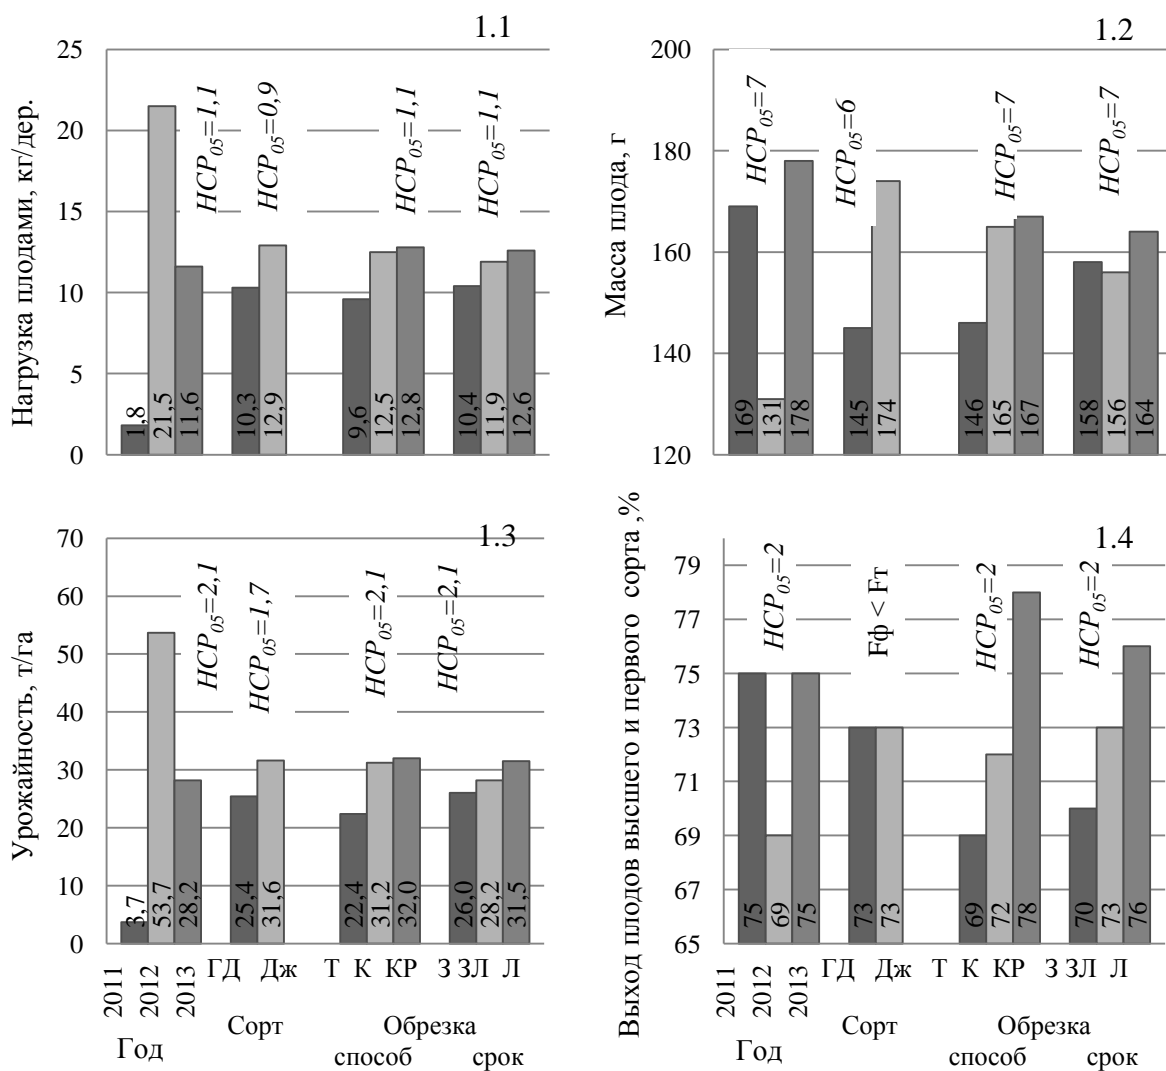 1.1
Нагрузка плодами, кг/дер.
25
20
15
10
5
0
НСР05=1,1
НСР05=0,9
НСР05=1,1
НСР05=1,1
1,8
21,5
11,6
10,3
12,9
9,6
12,5
12,8
10,4
11,9
12,6
1.2
Масса плода, г
200
180
160
140
120
НСР05=7
НСР05=6
НСР05=7
НСР05=7
169
131
178
145
174
146
165
167
158
156
164
1.3
Урожайность, т/га
70
60
50
40
30
20
10
0
НСР05=2,1
НСР05=1,7
НСР05=2,1
НСР05=2,1
3,7
53,7
28,2
25,4
31,6
22,4
31,2
32,0
26,0
28,2
31,5
2011
2012
2013
ГД Дж Т К КР З ЗЛ Л
Год
Сорт
Обрезка
способ срок
1.4
Выход плодов высшего и первого сорта ,%
79
77
75
73
71
69
67
65
НСР05=2
Fф < Fт
НСР05=2
НСР05=2
75
69
75
73
73
69
72
78
70
73
76
2011
2012
2013
ГД Дж Т К КР З ЗЛ Л
Год
Сорт
Обрезка
способ срок